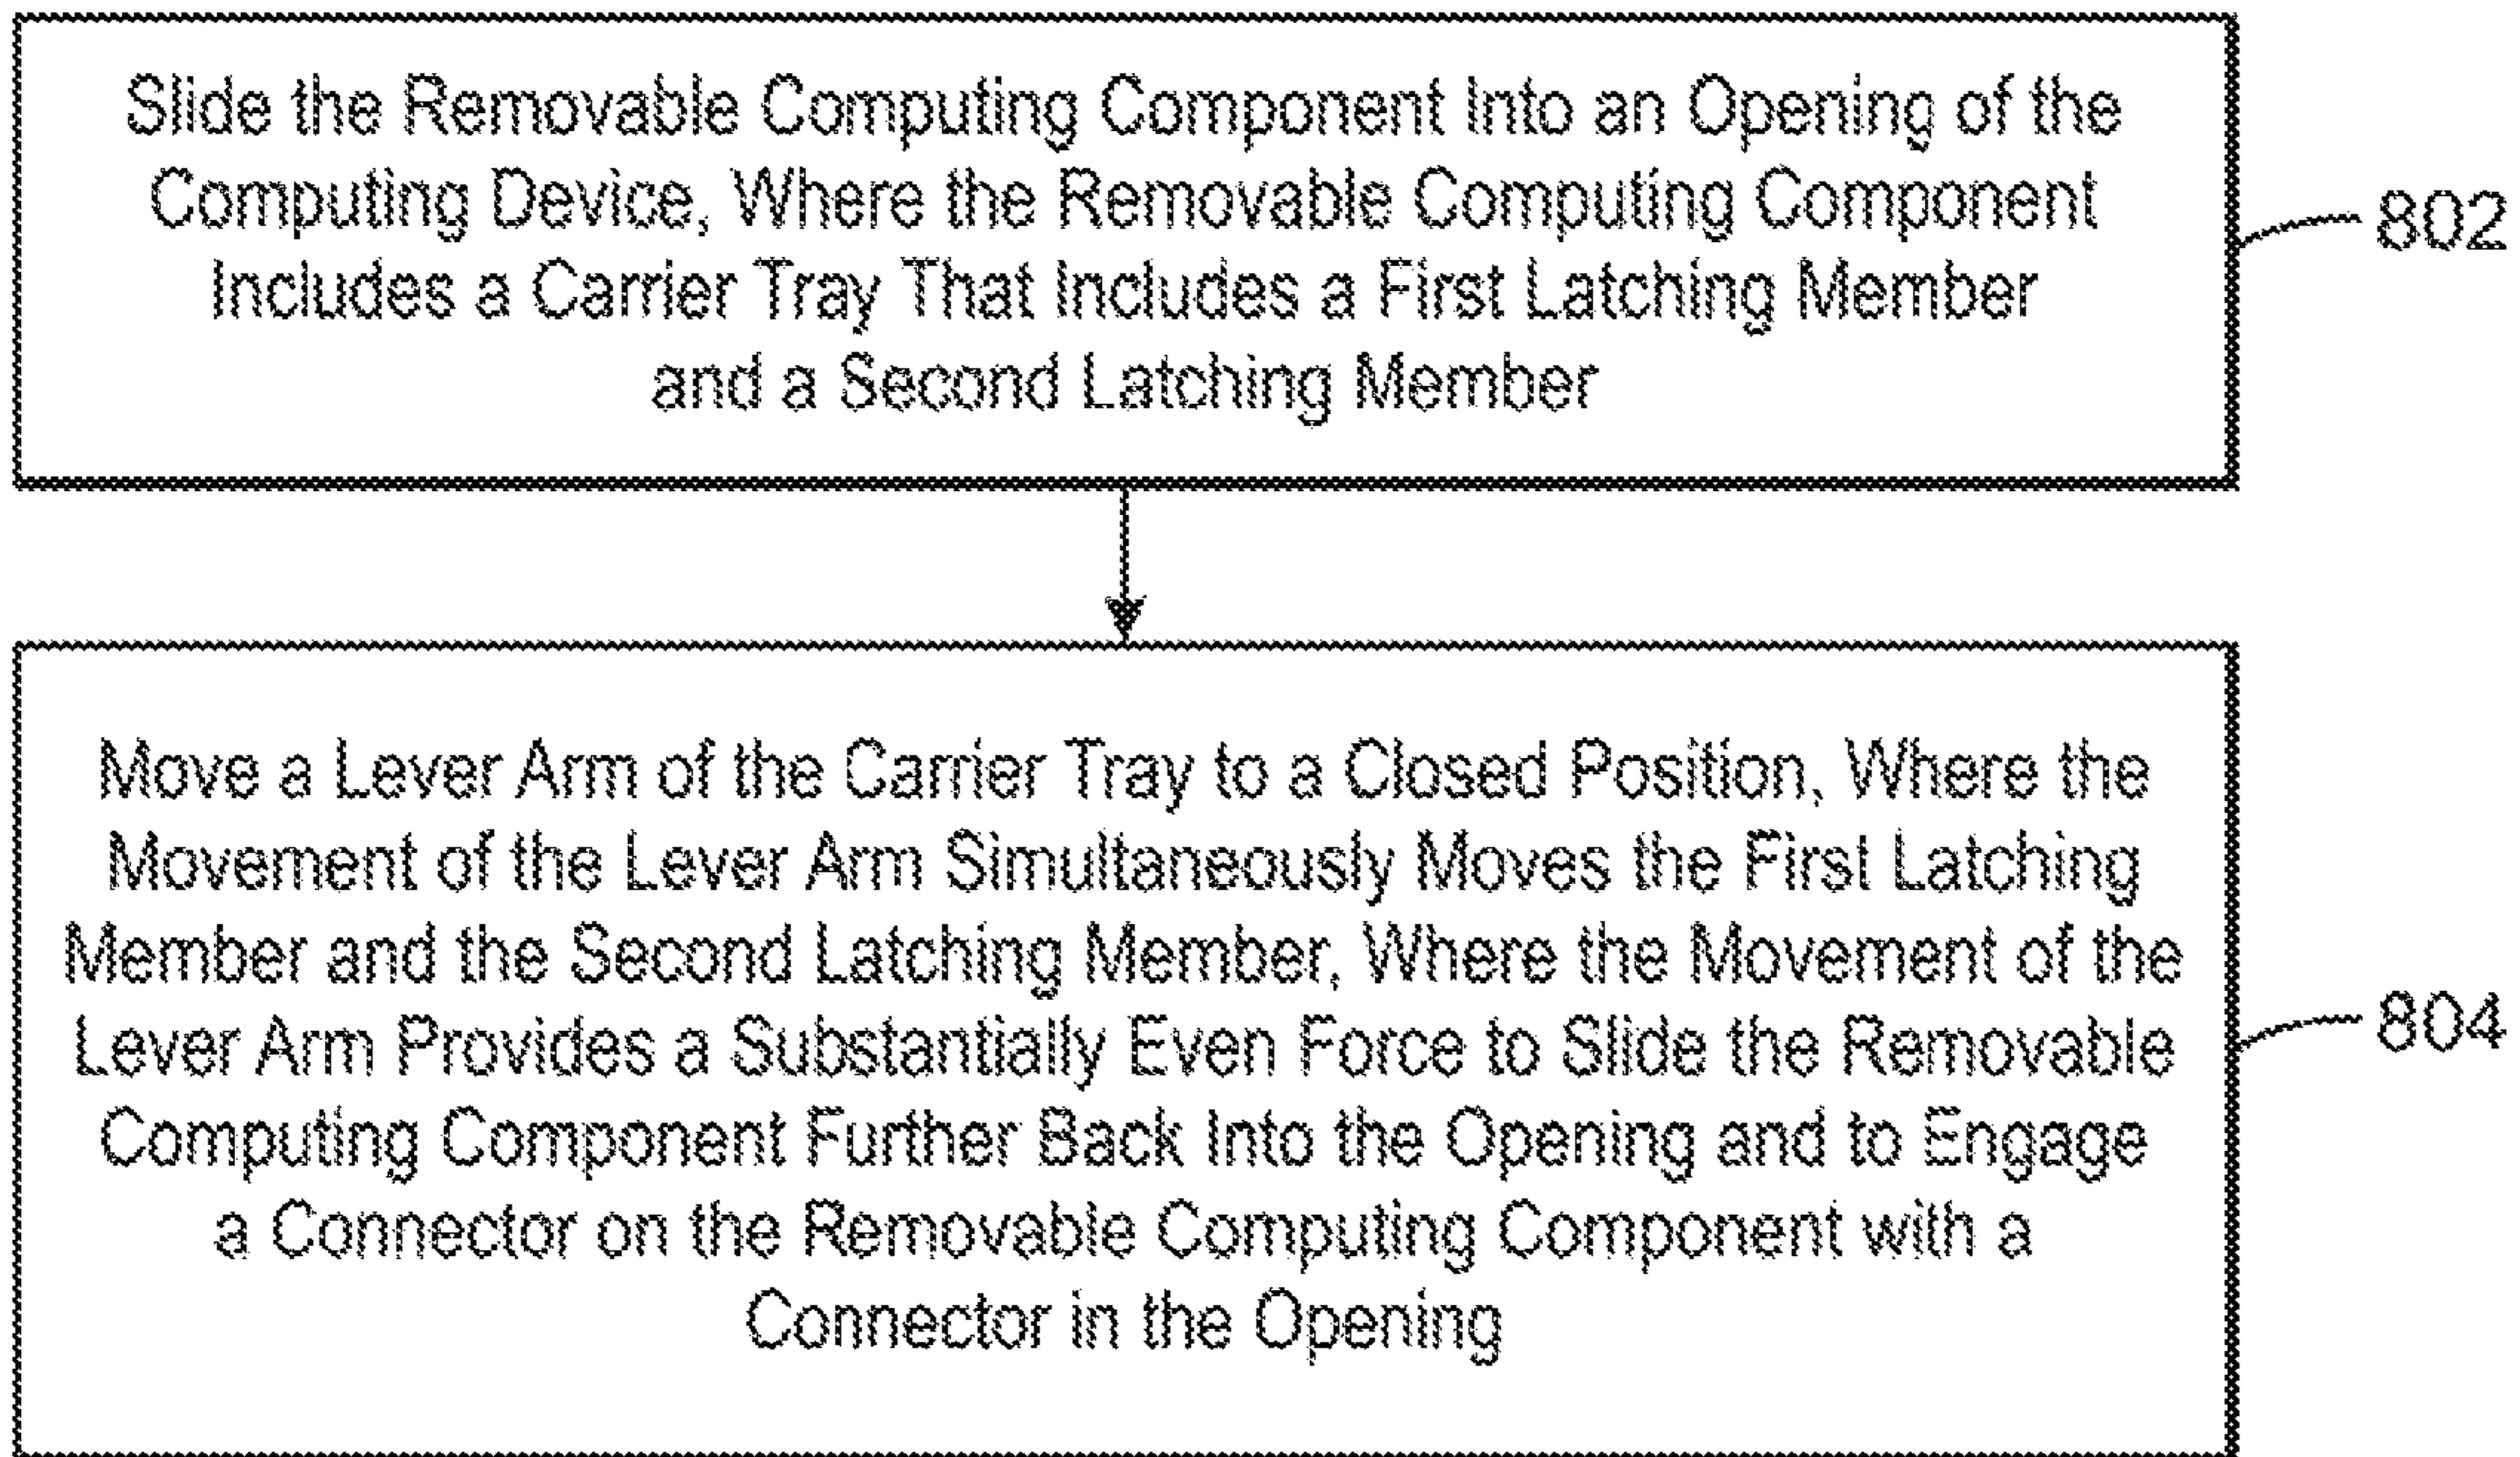 Slide the Removable Computing Component Into an Opening of the
Computing Device, Where the Removable Computing Component
Includes a Carrier Tray That Includes a First Latching Member
and a Second Latching Member
802
Move a Lever Arm of the Carrier Tray to a Closed Position, Where the
Movement of the Lever Arm Simultaneously Moves the First Latching
Member and the Second Latching Member, Where the Movement of the
Lever Arm Provides a Substantially Even Force to Slide the Removable
Computing Component Further Back Into the Opening and to Engage
a Connector on the Removable Computing Component with a
Connector in the Opening
804